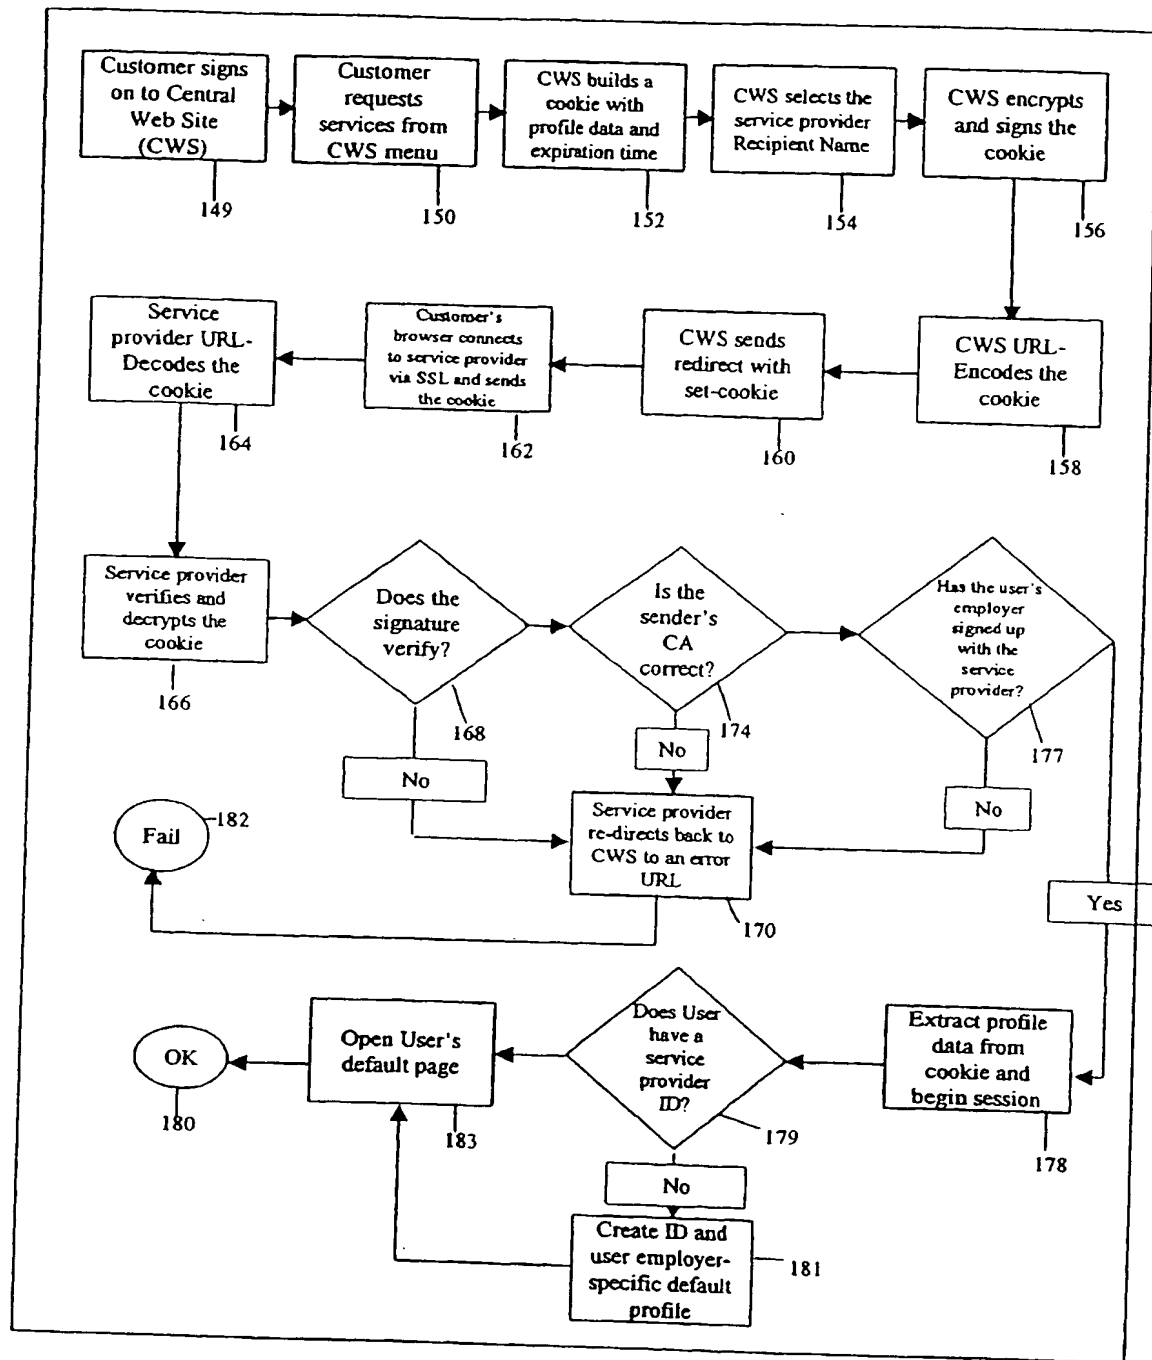 Customer signs
on to Central
Web Site
(CWS)
149
Customer
requests
services from
CWS menu
150
CWS builds a
cookie with
profile data and
expiration time
152
CWS selects the
service provider
Recipient Name
154
CWS encrypts
and signs the
cookie
156
Service
provider URL-
Decodes the
cookie
164
Customer's
browser connects
to service provider
via SSL and sends
the cookie
162
CWS sends
redirect with
set-cookie
160
CWS URL-
Encodes the
cookie
158
Service provider
verifies and
decrypts the
cookie
166
Does the
signature
verify?
168
Is the
sender's
CA
correct?
174
Has the user's
employer
signed up
with the
service
provider?
177
No
No
No
Fail
182
Service provider
re-directs back to
CWS to an error
URL
170
Yes
OK
180
Open User's
default page
183
Does User
have a
service
provider
ID?
179
Extract profile
data from
cookie and
begin session
178
No
Create ID and
user employer-
specific default
profile
181